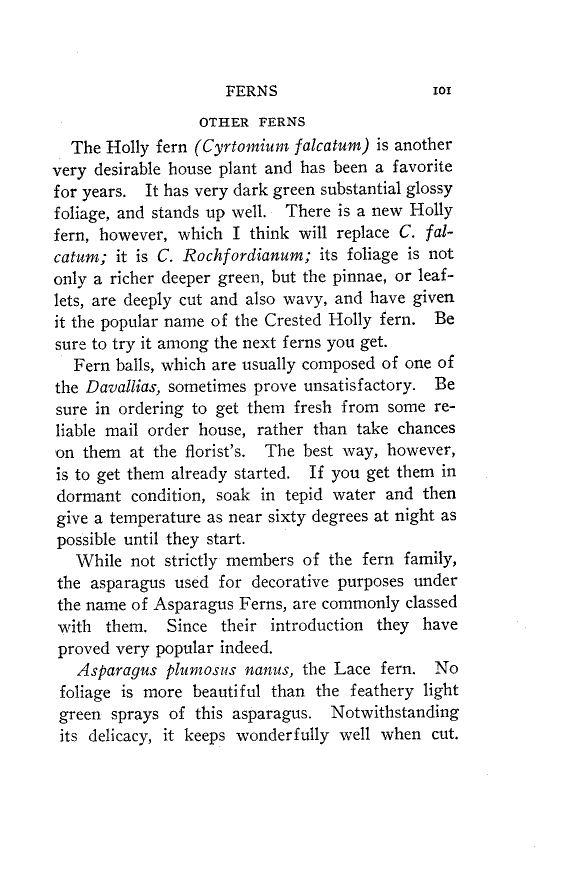 FERNS 101
OTHER FERNS
The Holly fern (Cyrtomium falcatum) is another
very desirable house plant and has been a favorite
for years. It has very dark green substantial glossy
foliage, and stands up well. There is a new Holly
fern, however, which I think will replace C. fal-
catum; it is C. Rochfordianum; its foliage is not
only a richer deeper green, but the pinnae, or leaf-
lets, are deeply cut and also wavy, and have given
it the popular name of the Crested Holly fern. Be
sure to try it among the next ferns you get.
Fern balls, which are usually composed of one of
the Davallias, sometimes prove unsatisfactory. Be
sure in ordering to get them fresh from some re-
liable mail order house, rather than take chances
on them at the florist's. The best way, however,
is to get them already started. If you get them in
dormant condition, soak in tepid water and then
give a temperature as near sixty degrees at night as
possible until they start.
While not strictly members of the fern family,
the asparagus used for decorative purposes under
the name of Asparagus Ferns, are commonly classed
with them. Since their introduction they have
proved very popular indeed.
Asparagus plumosus nanus, the Lace fern. No
foliage is more beautiful than the feathery light
green sprays of this asparagus. Notwithstanding
its delicacy, it keeps wonderfully well when cut.